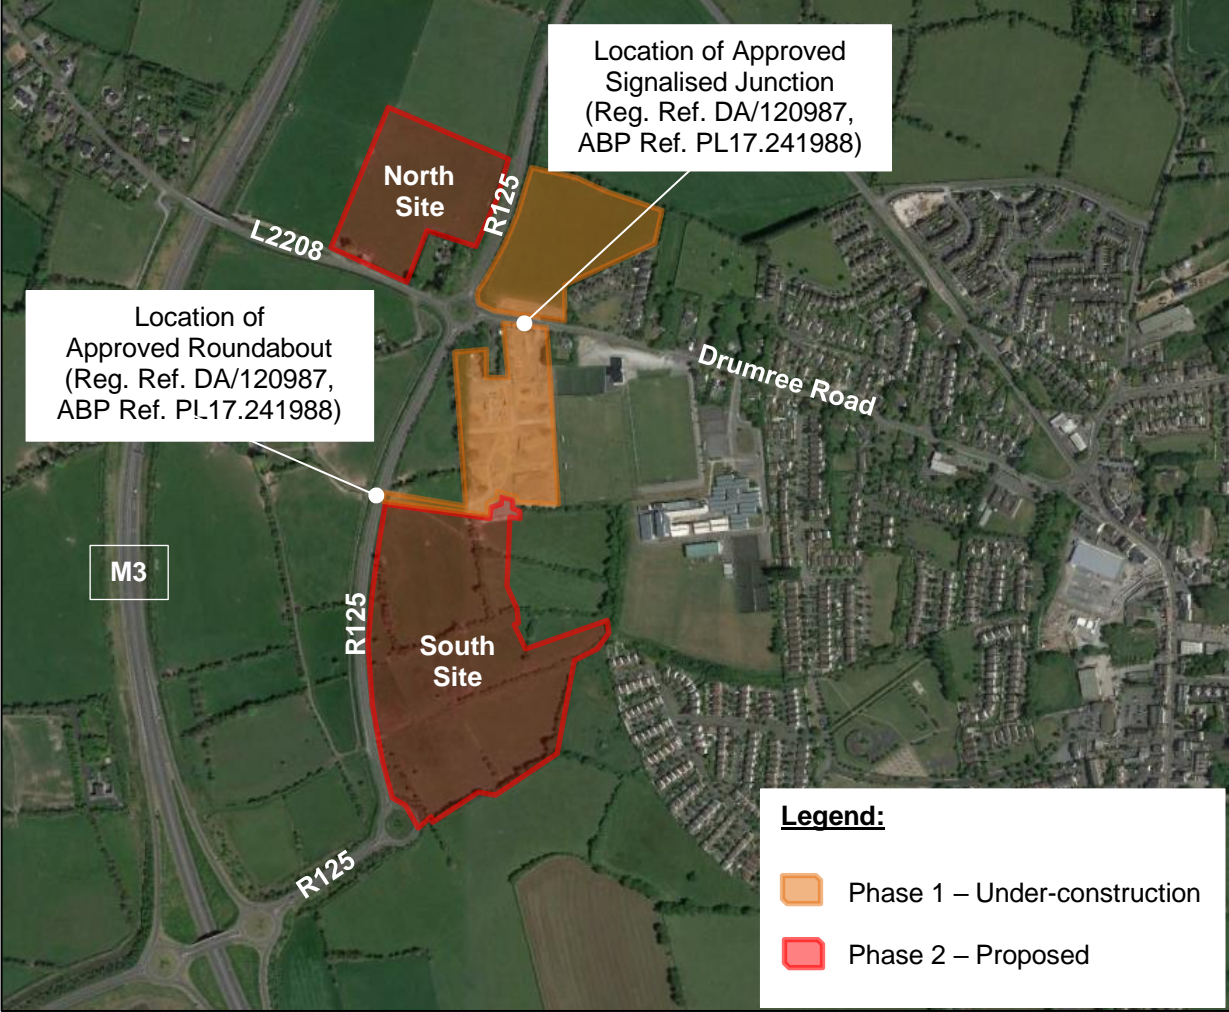 Location of Approved
Signalised Junction
(Reg. Ref. DA/120987,
ABP Ref. PL17.241988)
North
Site
R125
L2208
Location of
Approved Roundabout
(Reg. Ref. DA/120987,
ABP Ref. PL17.241988)
Drumree Road
M3
R125
South
Site
R125
Legend:
Phase 1 – Under-construction
Phase 2 – Proposed